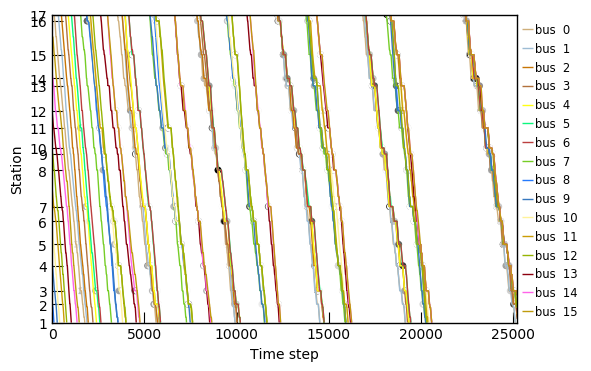 17
16
15
14
13
12
11
10
9
8
7
6
5
4
3
2
1
Station
0 5000 10000 15000 20000 25000
Time step
bus 0
bus 1
bus 2
bus 3
bus 4
bus 5
bus 6
bus 7
bus 8
bus 9
bus 10
bus 11
bus 12
bus 13
bus 14
bus 15